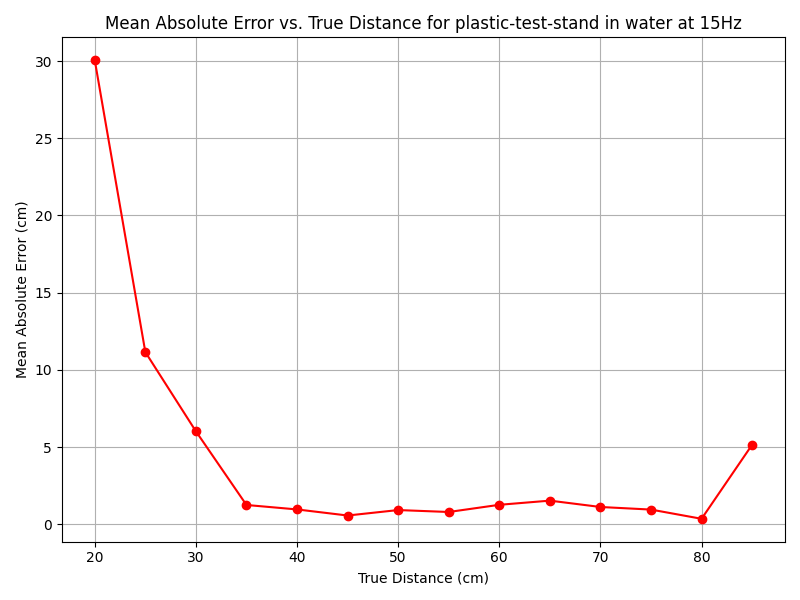 Mean Absolute Error vs. True Distance for plastic-test-stand in water at 15Hz
30
25
20
15
10
5
0
Mean Absolute Error (cm)
20 30 40 50 60 70 80
True Distance (cm)